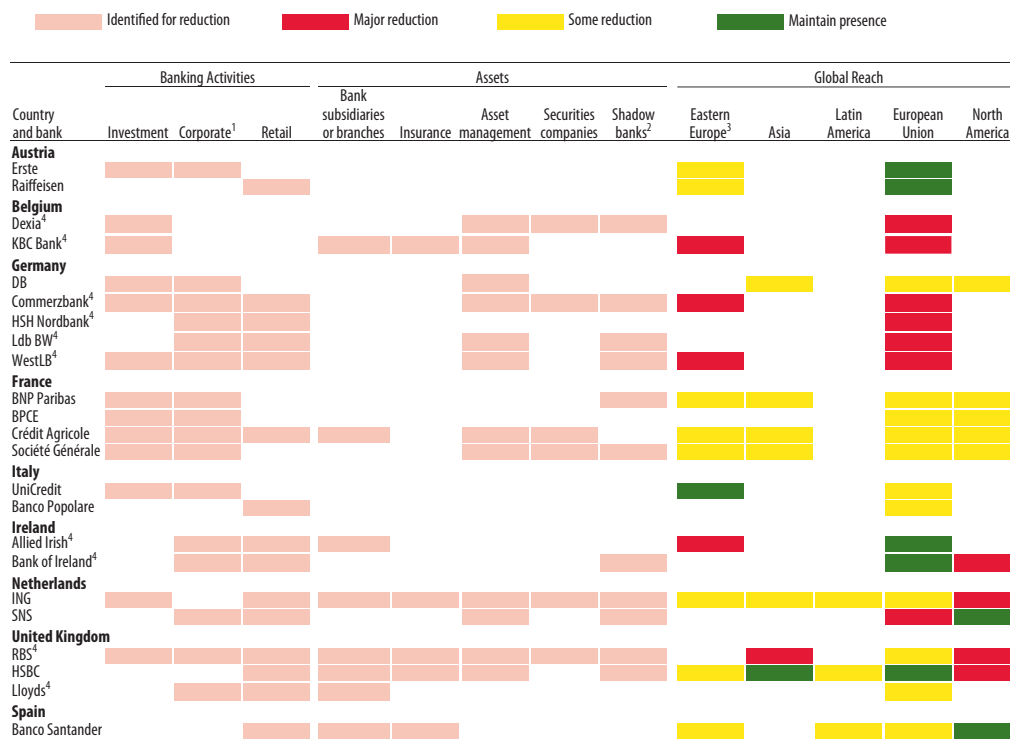 Identified for reduction Major reduction Some reduction Maintain presence
Banking Activities Assets Global Reach
Country and bank Investment Corporate¹ Retail Bank subsidiaries or branches Insurance Asset management Securities companies Shadow banks² Eastern Europe³ Asia Latin America European Union North America
Austria
Erste
Raiffeisen
Belgium
Dexia⁴
KBC Bank⁴
Germany
DB
Commerzbank⁴
HSH Nordbank⁴
Ldb BW⁴
WestLB⁴
France
BNP Paribas
BPCE
Crédit Agricole
Société Générale
Italy
UniCredit
Banco Popolare
Ireland
Allied Irish⁴
Bank of Ireland⁴
Netherlands
ING
SNS
United Kingdom
RBS⁴
HSBC
Lloyds⁴
Spain
Banco Santander